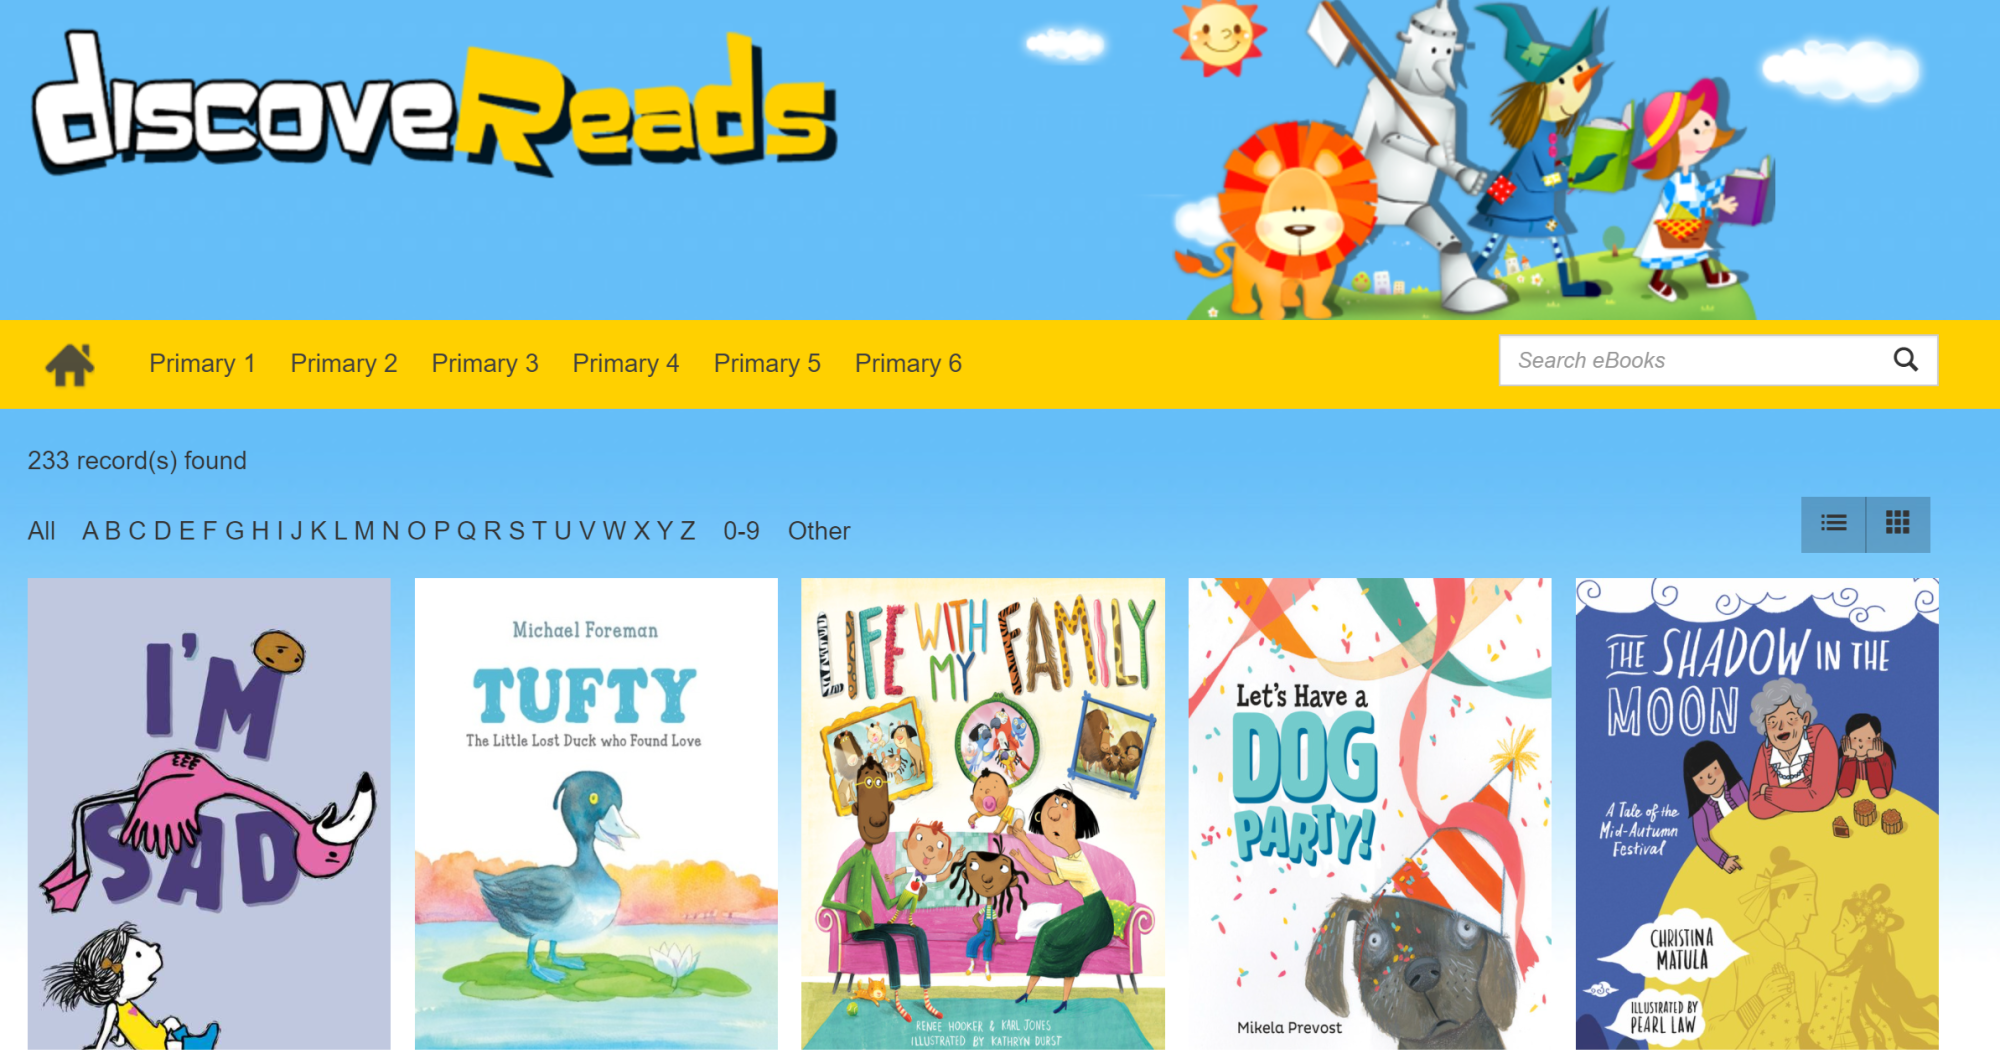 discoveReads
Primary 1 Primary 2 Primary 3 Primary 4 Primary 5 Primary 6
Search eBooks
233 record(s) found
All A B C D E F G H I J K L M N O P Q R S T U V W X Y Z 0-9 Other
I'M
SAD
Michael Foreman
TUFTY
The Little Lost Duck who Found Love
LIFE WITH
MY FAMILY
RENEE HOOKER & KARL JONES
ILLUSTRATED BY KATHRYN DURST
Let's Have a
DOG
PARTY!
Mikela Prevost
THE SHADOW IN THE
MOON
A Tale of the
Mid-Autumn
Festival
CHRISTINA
MATULA
ILLUSTRATED BY
PEARL LAW